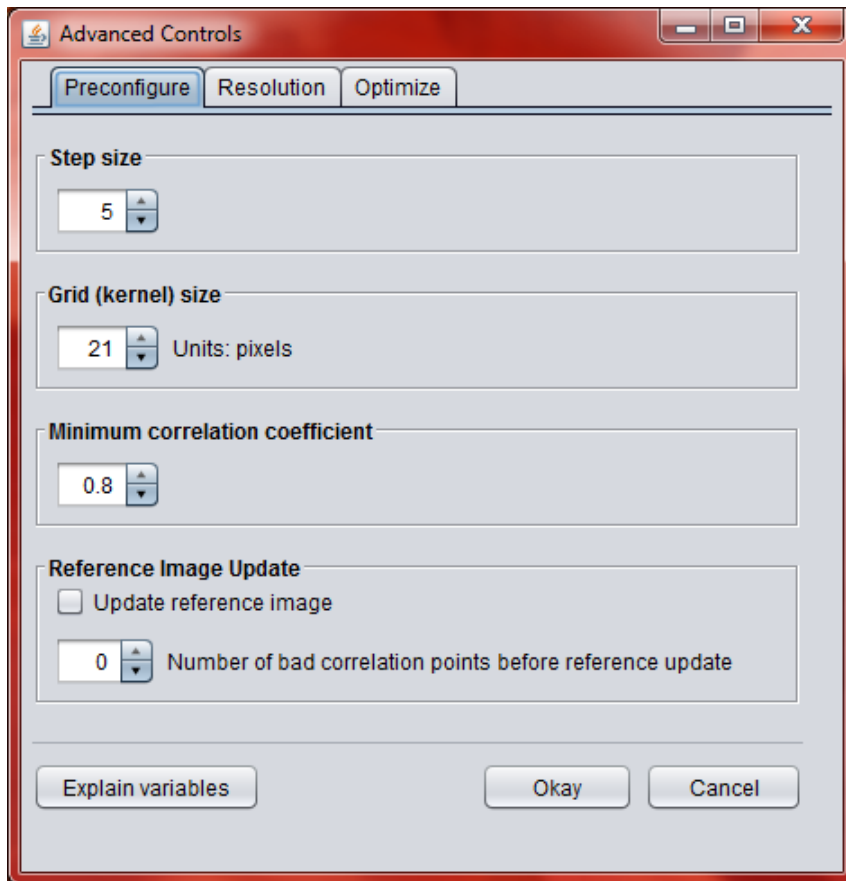 Advanced Controls
Preconfigure Resolution Optimize
Step size
5
Grid (kernel) size
21 Units: pixels
Minimum correlation coefficient
0.8
Reference Image Update
Update reference image
0 Number of bad correlation points before reference update
Explain variables Okay Cancel